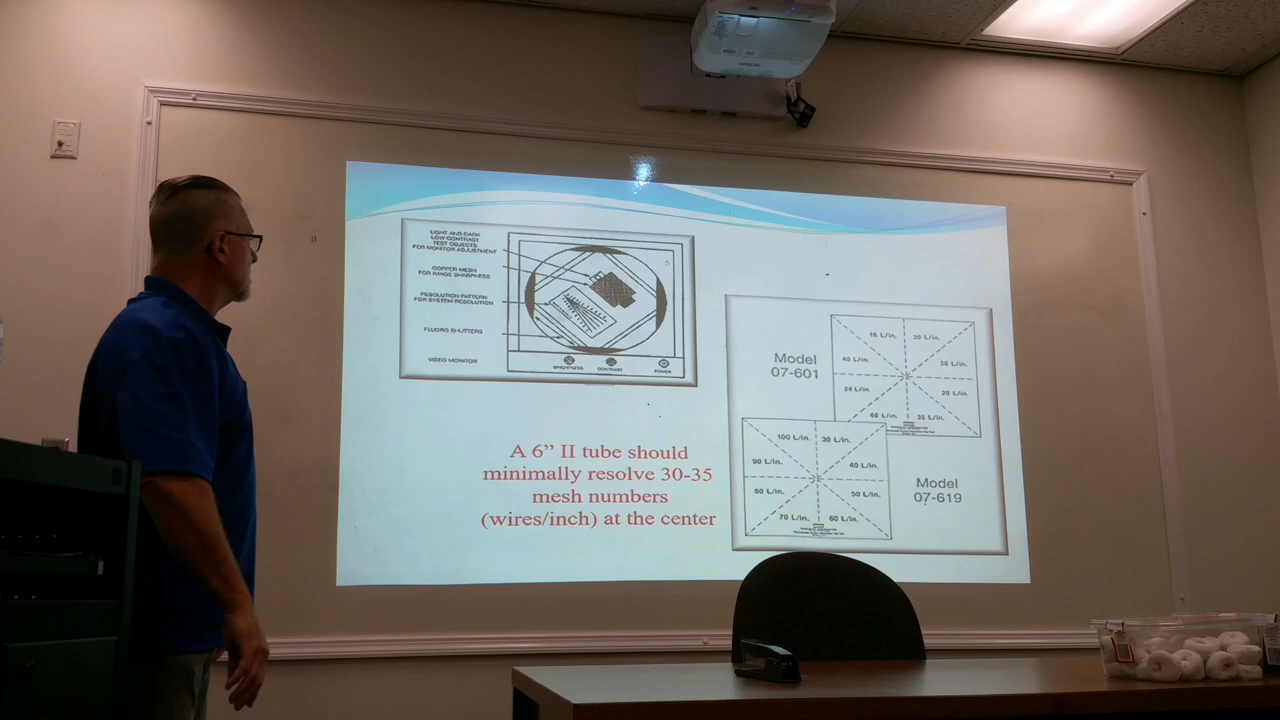 EPSON
LIGHT AND DARK
LOW CONTRAST
TEST OBJECTS
FOR MONITOR ADJUSTMENT
COPPER MESH
FOR IMAGE SHARPNESS
RESOLUTION PATTERN
FOR SYSTEM RESOLUTION
FLUORO SHUTTERS
VIDEO MONITOR
BRIGHTNESS
CONTRAST
POWER
Model
07-601
16 L/in.
30 L/in.
40 L/in.
50 L/in.
24 L/in.
20 L/in.
60 L/in.
35 L/in.
100 L/in.
30 L/in.
90 L/in.
40 L/in.
80 L/in.
50 L/in.
70 L/in.
60 L/in.
Model
07-619
A 6” II tube should
minimally resolve 30-35
mesh numbers
(wires/inch) at the center